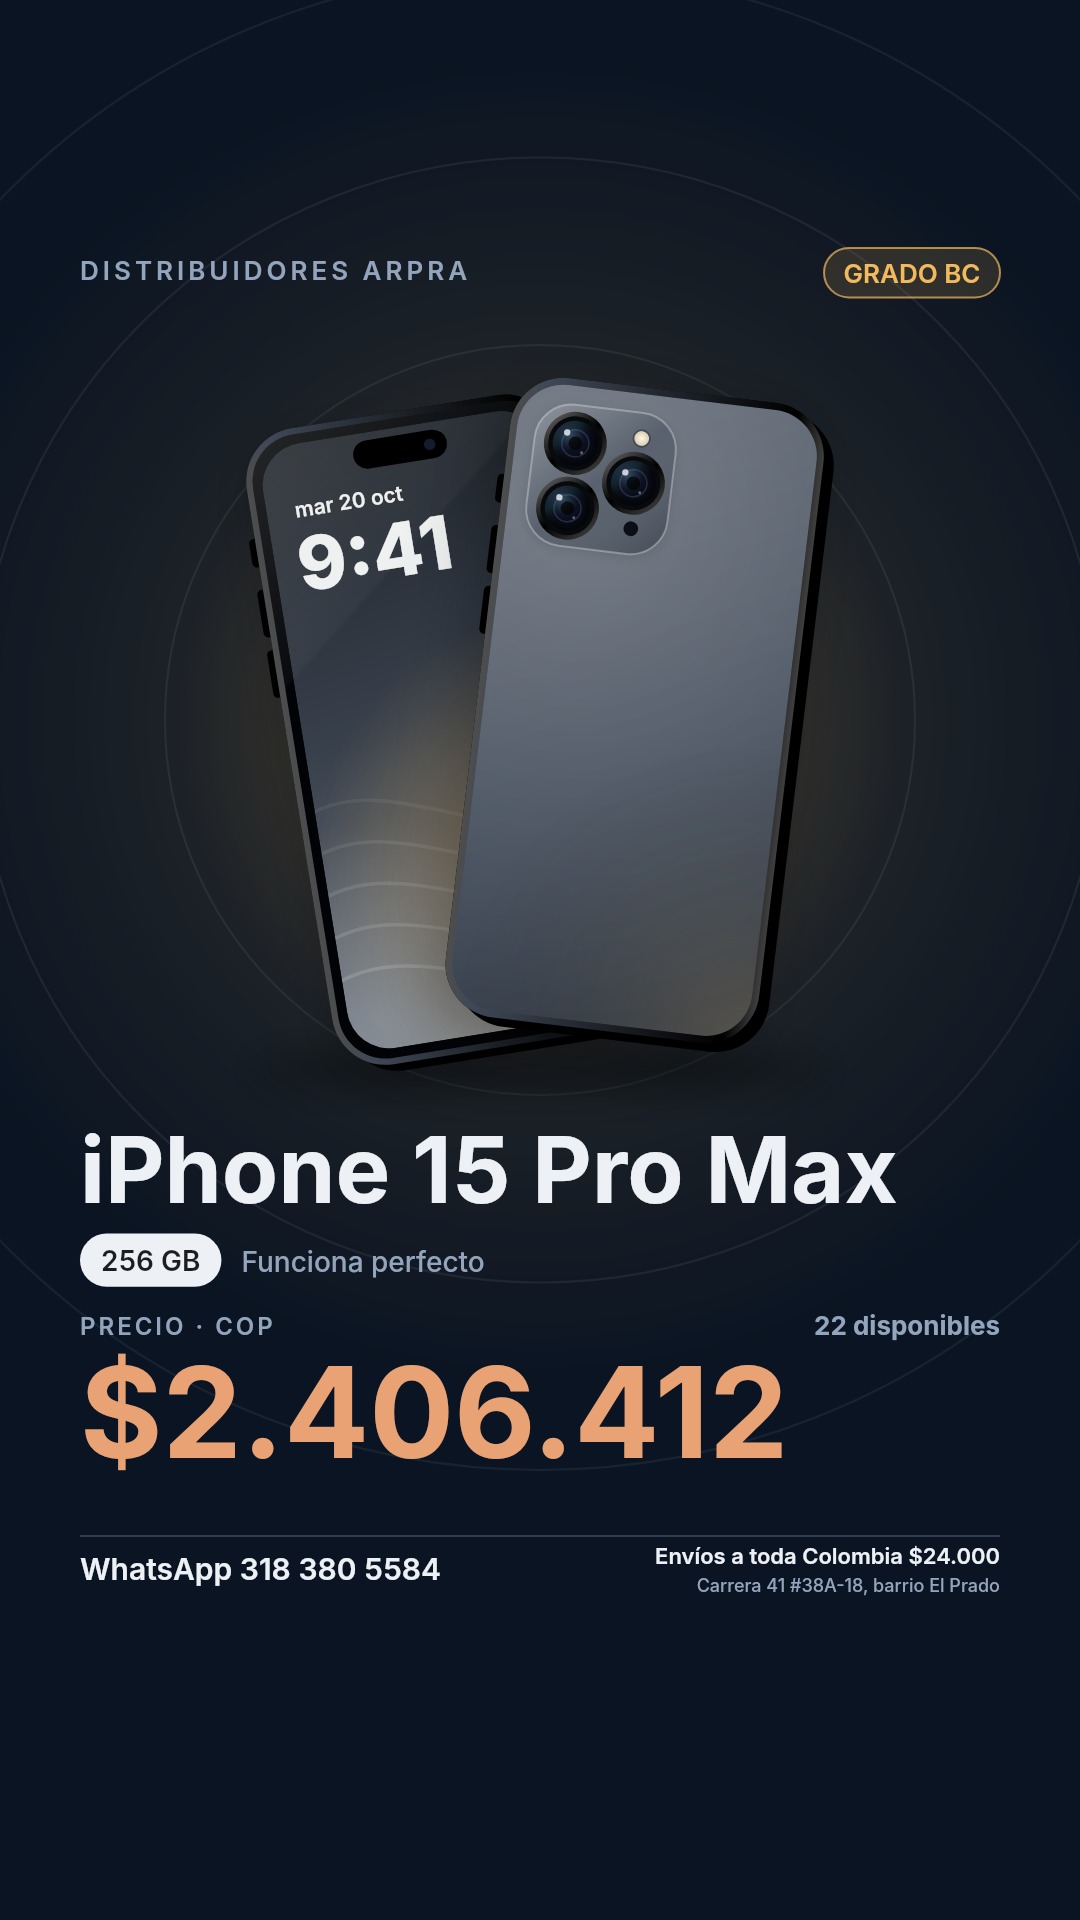 DISTRIBUIDORES ARPRA
GRADO BC
mar 20 oct
9:41
iPhone 15 Pro Max
256 GB
Funciona perfecto
PRECIO · COP
22 disponibles
$2.406.412
WhatsApp 318 380 5584
Envíos a toda Colombia $24.000
Carrera 41 #38A-18, barrio El Prado